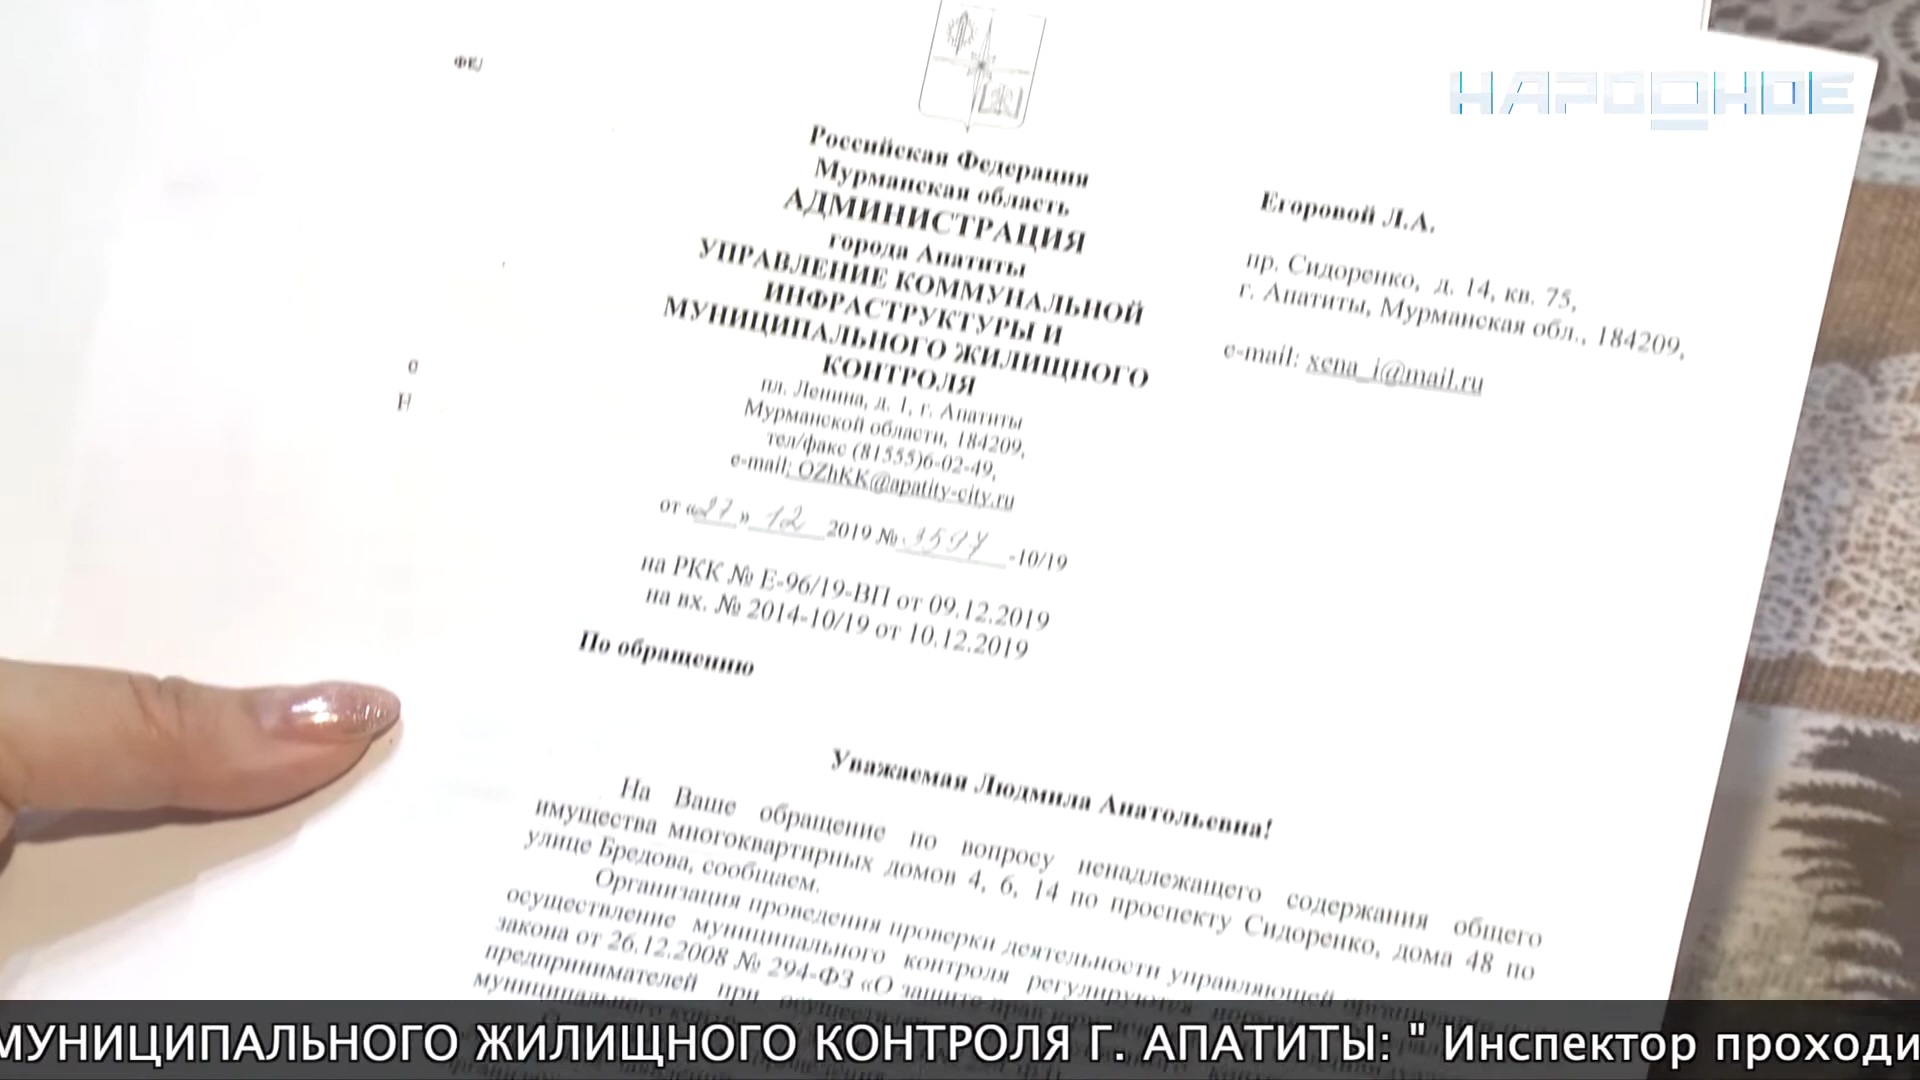 НАРОДНОЕ
Российская Федерация
Мурманская область
АДМИНИСТРАЦИЯ
города Апатиты
УПРАВЛЕНИЕ КОММУНАЛЬНОЙ
ИНФРАСТРУКТУРЫ И
МУНИЦИПАЛЬНОГО ЖИЛИЩНОГО
КОНТРОЛЯ
пл. Ленина, д. 1, г. Апатиты
Мурманской области, 184209,
тел/факс (81555)6-02-49,
e-mail: OZhKK@apatity-city.ru
от «27» 12 2019 № 3597 -10/19
на РКК № Е-96/19-ВП от 09.12.2019
на вх. № 2014-10/19 от 10.12.2019
По обращению
Егоровой Л.А.
пр. Сидоренко, д. 14, кв. 75,
г. Апатиты, Мурманская обл., 184209,
e-mail: xena_i@mail.ru
Уважаемая Людмила Анатольевна!
На Ваше обращение по вопросу ненадлежащего содержания общего
имущества многоквартирных домов 4, 6, 14 по проспекту Сидоренко, дома 48 по
улице Бредова, сообщаем.
Организация проведения проверки деятельности управляющей
осуществление муниципального контроля регулируются
закона от 26.12.2008 № 294-ФЗ «О защите прав
предпринимателей при
МУНИЦИПАЛЬНОГО ЖИЛИЩНОГО КОНТРОЛЯ Г. АПАТИТЫ: " Инспектор проходи